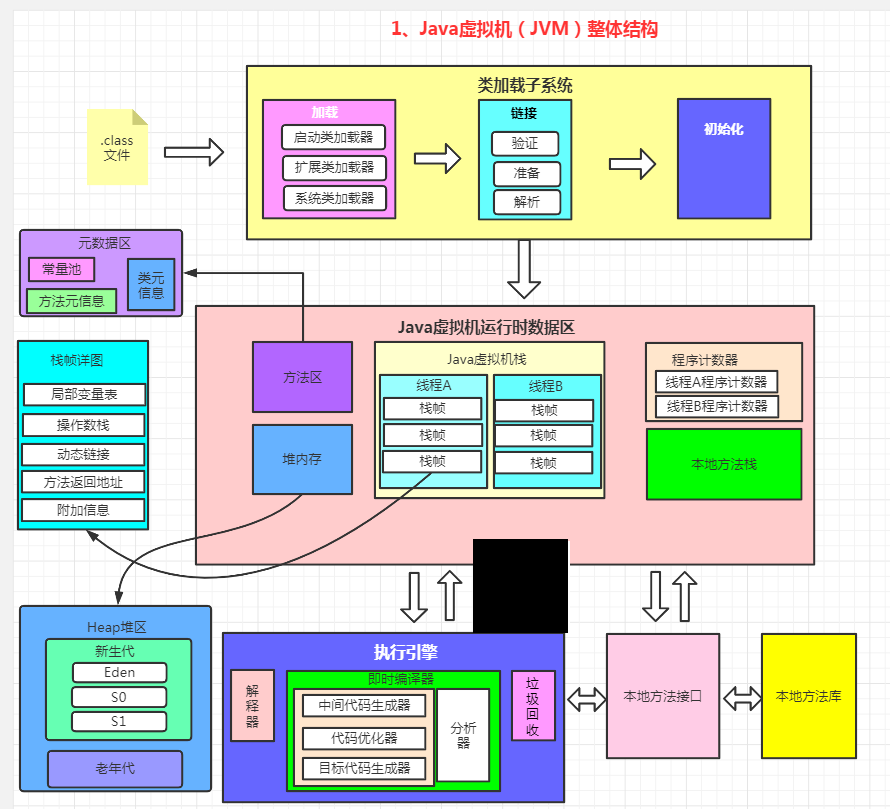 1、Java虚拟机（JVM）整体结构
类加载子系统
.class
文件
加载
启动类加载器
扩展类加载器
系统类加载器
链接
验证
准备
解析
初始化
元数据区
常量池
方法元信息
类元
信息
Java虚拟机运行时数据区
方法区
堆内存
Java虚拟机栈
线程A
栈帧
栈帧
栈帧
线程B
栈帧
栈帧
栈帧
程序计数器
线程A程序计数器
线程B程序计数器
本地方法栈
栈帧详图
局部变量表
操作数栈
动态链接
方法返回地址
附加信息
Heap堆区
新生代
Eden
S0
S1
老年代
执行引擎
解
释
器
即时编译器
中间代码生成器
代码优化器
目标代码生成器
分析
器
垃
圾
回
收
本地方法接口
本地方法库